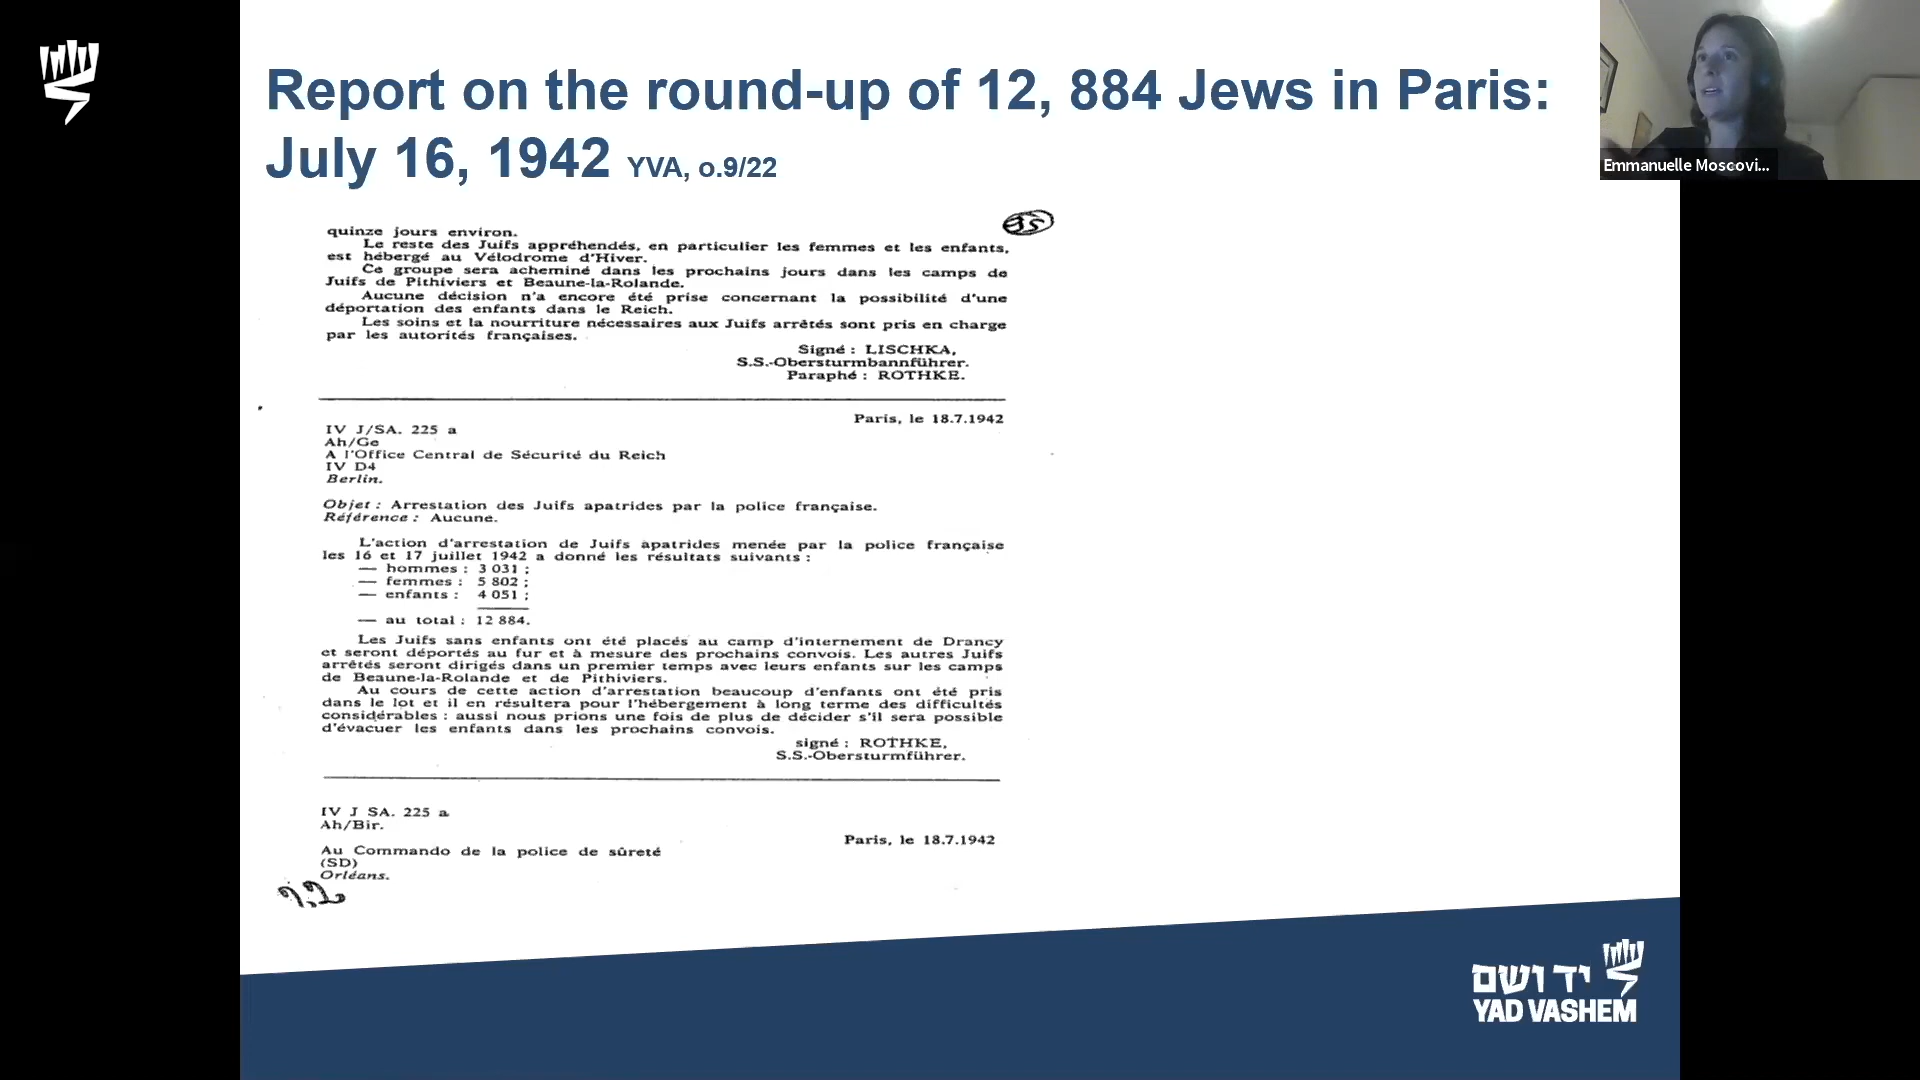 Report on the round-up of 12, 884 Jews in Paris:
July 16, 1942 YVA, o.9/22
Emmanuelle Moscovi...
35
quinze jours environ.
Le reste des Juifs appréhendés, en particulier les femmes et les enfants,
est hébergé au Vélodrome d'Hiver.
Ce groupe sera acheminé dans les prochains jours dans les camps de
Juifs de Pithiviers et Beaune-la-Rolande.
Aucune décision n'a encore été prise concernant la possibilité d'une
déportation des enfants dans le Reich.
Les soins et la nourriture nécessaires aux Juifs arrêtés sont pris en charge
par les autorités françaises.
Signé : LISCHKA,
S.S.-Obersturmbannführer.
Paraphé : ROTHKE.
Paris, le 18.7.1942
IV J/SA. 225 a
Ah/Ge
A l'Office Central de Sécurité du Reich
IV D4
Berlin.
Objet : Arrestation des Juifs apatrides par la police française.
Référence : Aucune.
L'action d'arrestation de Juifs apatrides menée par la police française
les 16 et 17 juillet 1942 a donné les résultats suivants :
— hommes : 3 031 ;
— femmes : 5 802 ;
— enfants : 4 051 ;
— au total : 12 884.
Les Juifs sans enfants ont été placés au camp d'internement de Drancy
et seront déportés au fur et à mesure des prochains convois. Les autres Juifs
arrêtés seront dirigés dans un premier temps avec leurs enfants sur les camps
de Beaune-la-Rolande et de Pithiviers.
Au cours de cette action d'arrestation beaucoup d'enfants ont été pris
dans le lot et il en résultera pour l'hébergement à long terme des difficultés
considérables : aussi nous prions une fois de plus de décider s'il sera possible
d'évacuer les enfants dans les prochains convois.
signé : ROTHKE,
S.S.-Obersturmführer.
IV J SA. 225 a
Ah/Bir.
Paris, le 18.7.1942
Au Commando de la police de sûreté
(SD)
Orléans.
יד ושם
YAD VASHEM